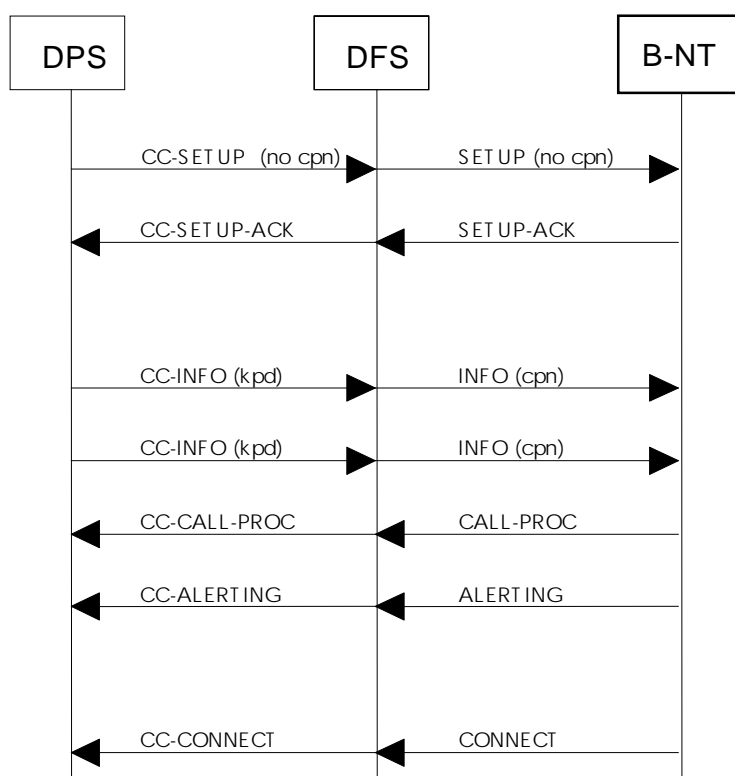 DPS DFS B-NT
CC-SETUP (no cpn) SETUP (no cpn)
CC-SETUP-ACK SETUP-ACK
CC-INFO (kpd) INFO (cpn)
CC-INFO (kpd) INFO (cpn)
CC-CALL-PROC CALL-PROC
CC-ALERTING ALERTING
CC-CONNECT CONNECT